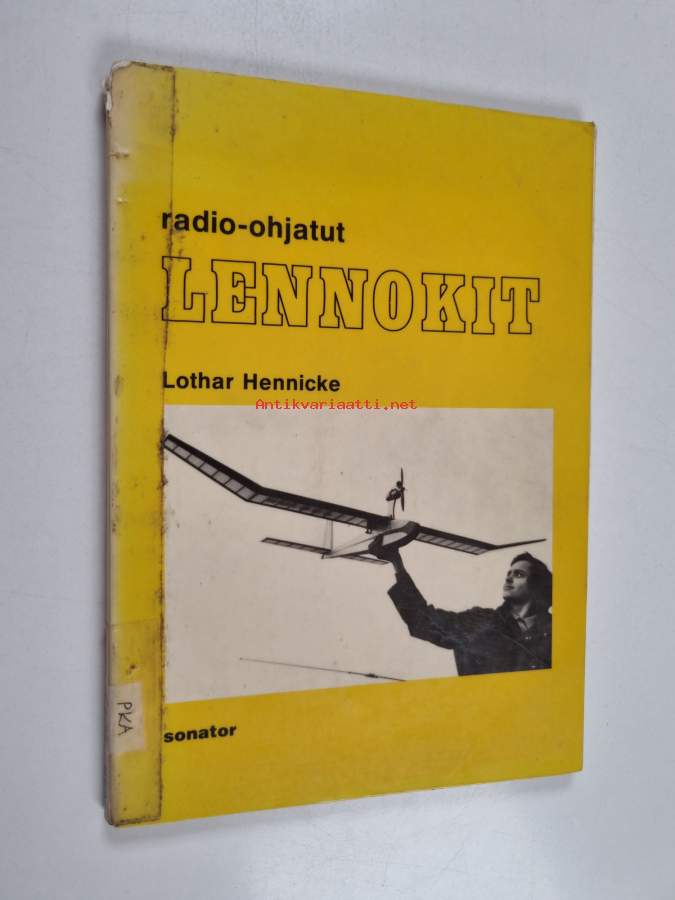 radio-ohjatut
LENNOKIT
Lothar Hennicke
Antikvariaatti.net
sonator
PKA